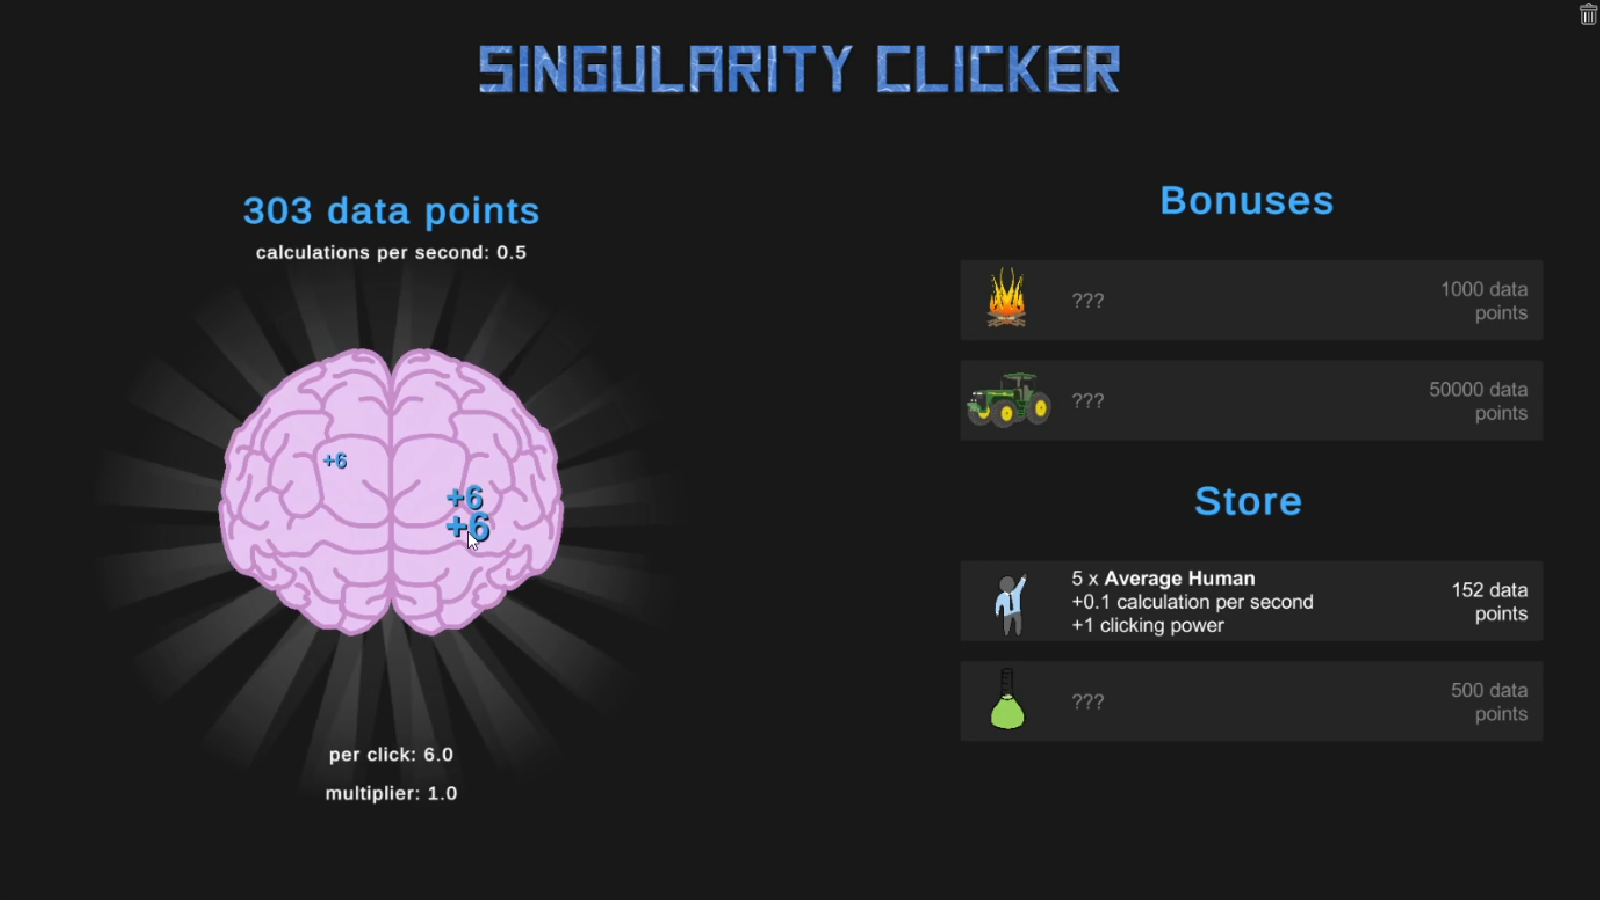 SINGULARITY CLICKER
303 data points
calculations per second: 0.5
+6
+6
+6
per click: 6.0
multiplier: 1.0
Bonuses
???
1000 data
points
???
50000 data
points
Store
5 x Average Human
+0.1 calculation per second
+1 clicking power
152 data
points
???
500 data
points